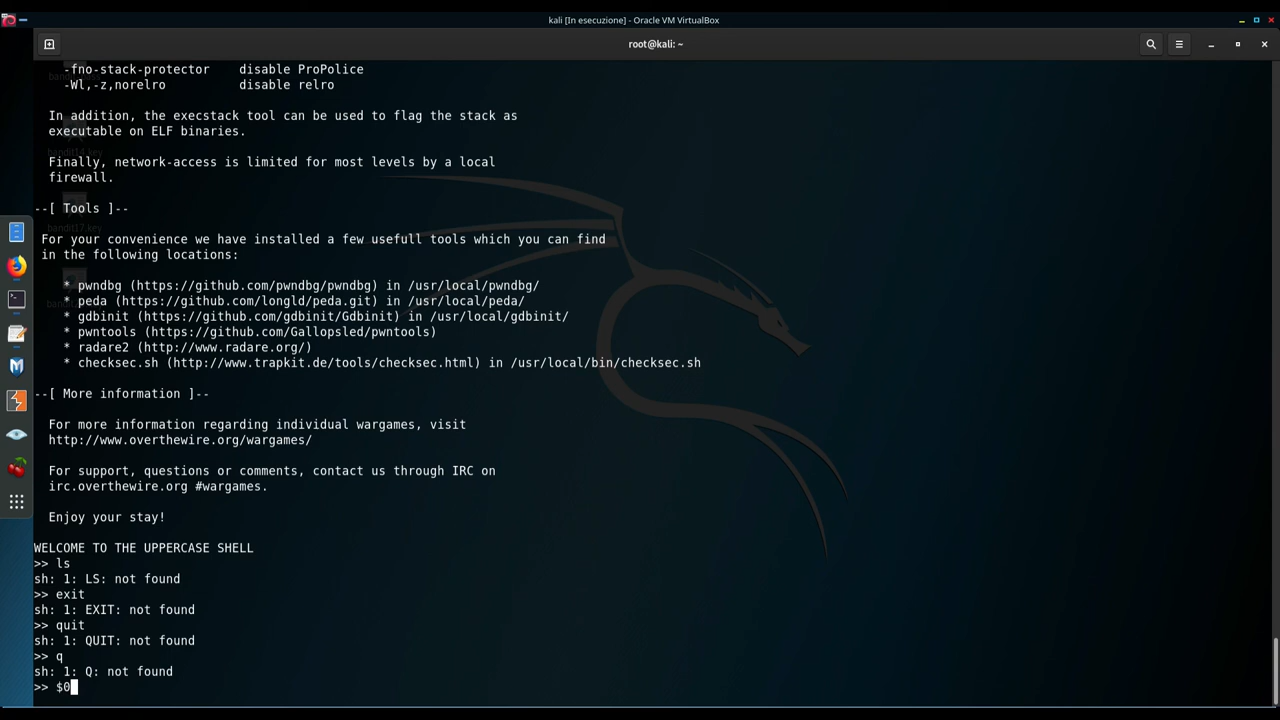 kali [In esecuzione] - Oracle VM VirtualBox
root@kali: ~
-fno-stack-protector    disable ProPolice
-Wl,-z,norelro          disable relro
In addition, the execstack tool can be used to flag the stack as
executable on ELF binaries.
Finally, network-access is limited for most levels by a local
firewall.
--[ Tools ]--
For your convenience we have installed a few usefull tools which you can find
in the following locations:
* pwndbg (https://github.com/pwndbg/pwndbg) in /usr/local/pwndbg/
* peda (https://github.com/longld/peda.git) in /usr/local/peda/
* gdbinit (https://github.com/gdbinit/Gdbinit) in /usr/local/gdbinit/
* pwntools (https://github.com/Gallopsled/pwntools)
* radare2 (http://www.radare.org/)
* checksec.sh (http://www.trapkit.de/tools/checksec.html) in /usr/local/bin/checksec.sh
--[ More information ]--
For more information regarding individual wargames, visit
http://www.overthewire.org/wargames/
For support, questions or comments, contact us through IRC on
irc.overthewire.org #wargames.
Enjoy your stay!
WELCOME TO THE UPPERCASE SHELL
>> ls
sh: 1: LS: not found
>> exit
sh: 1: EXIT: not found
>> quit
sh: 1: QUIT: not found
>> q
sh: 1: Q: not found
>> $0